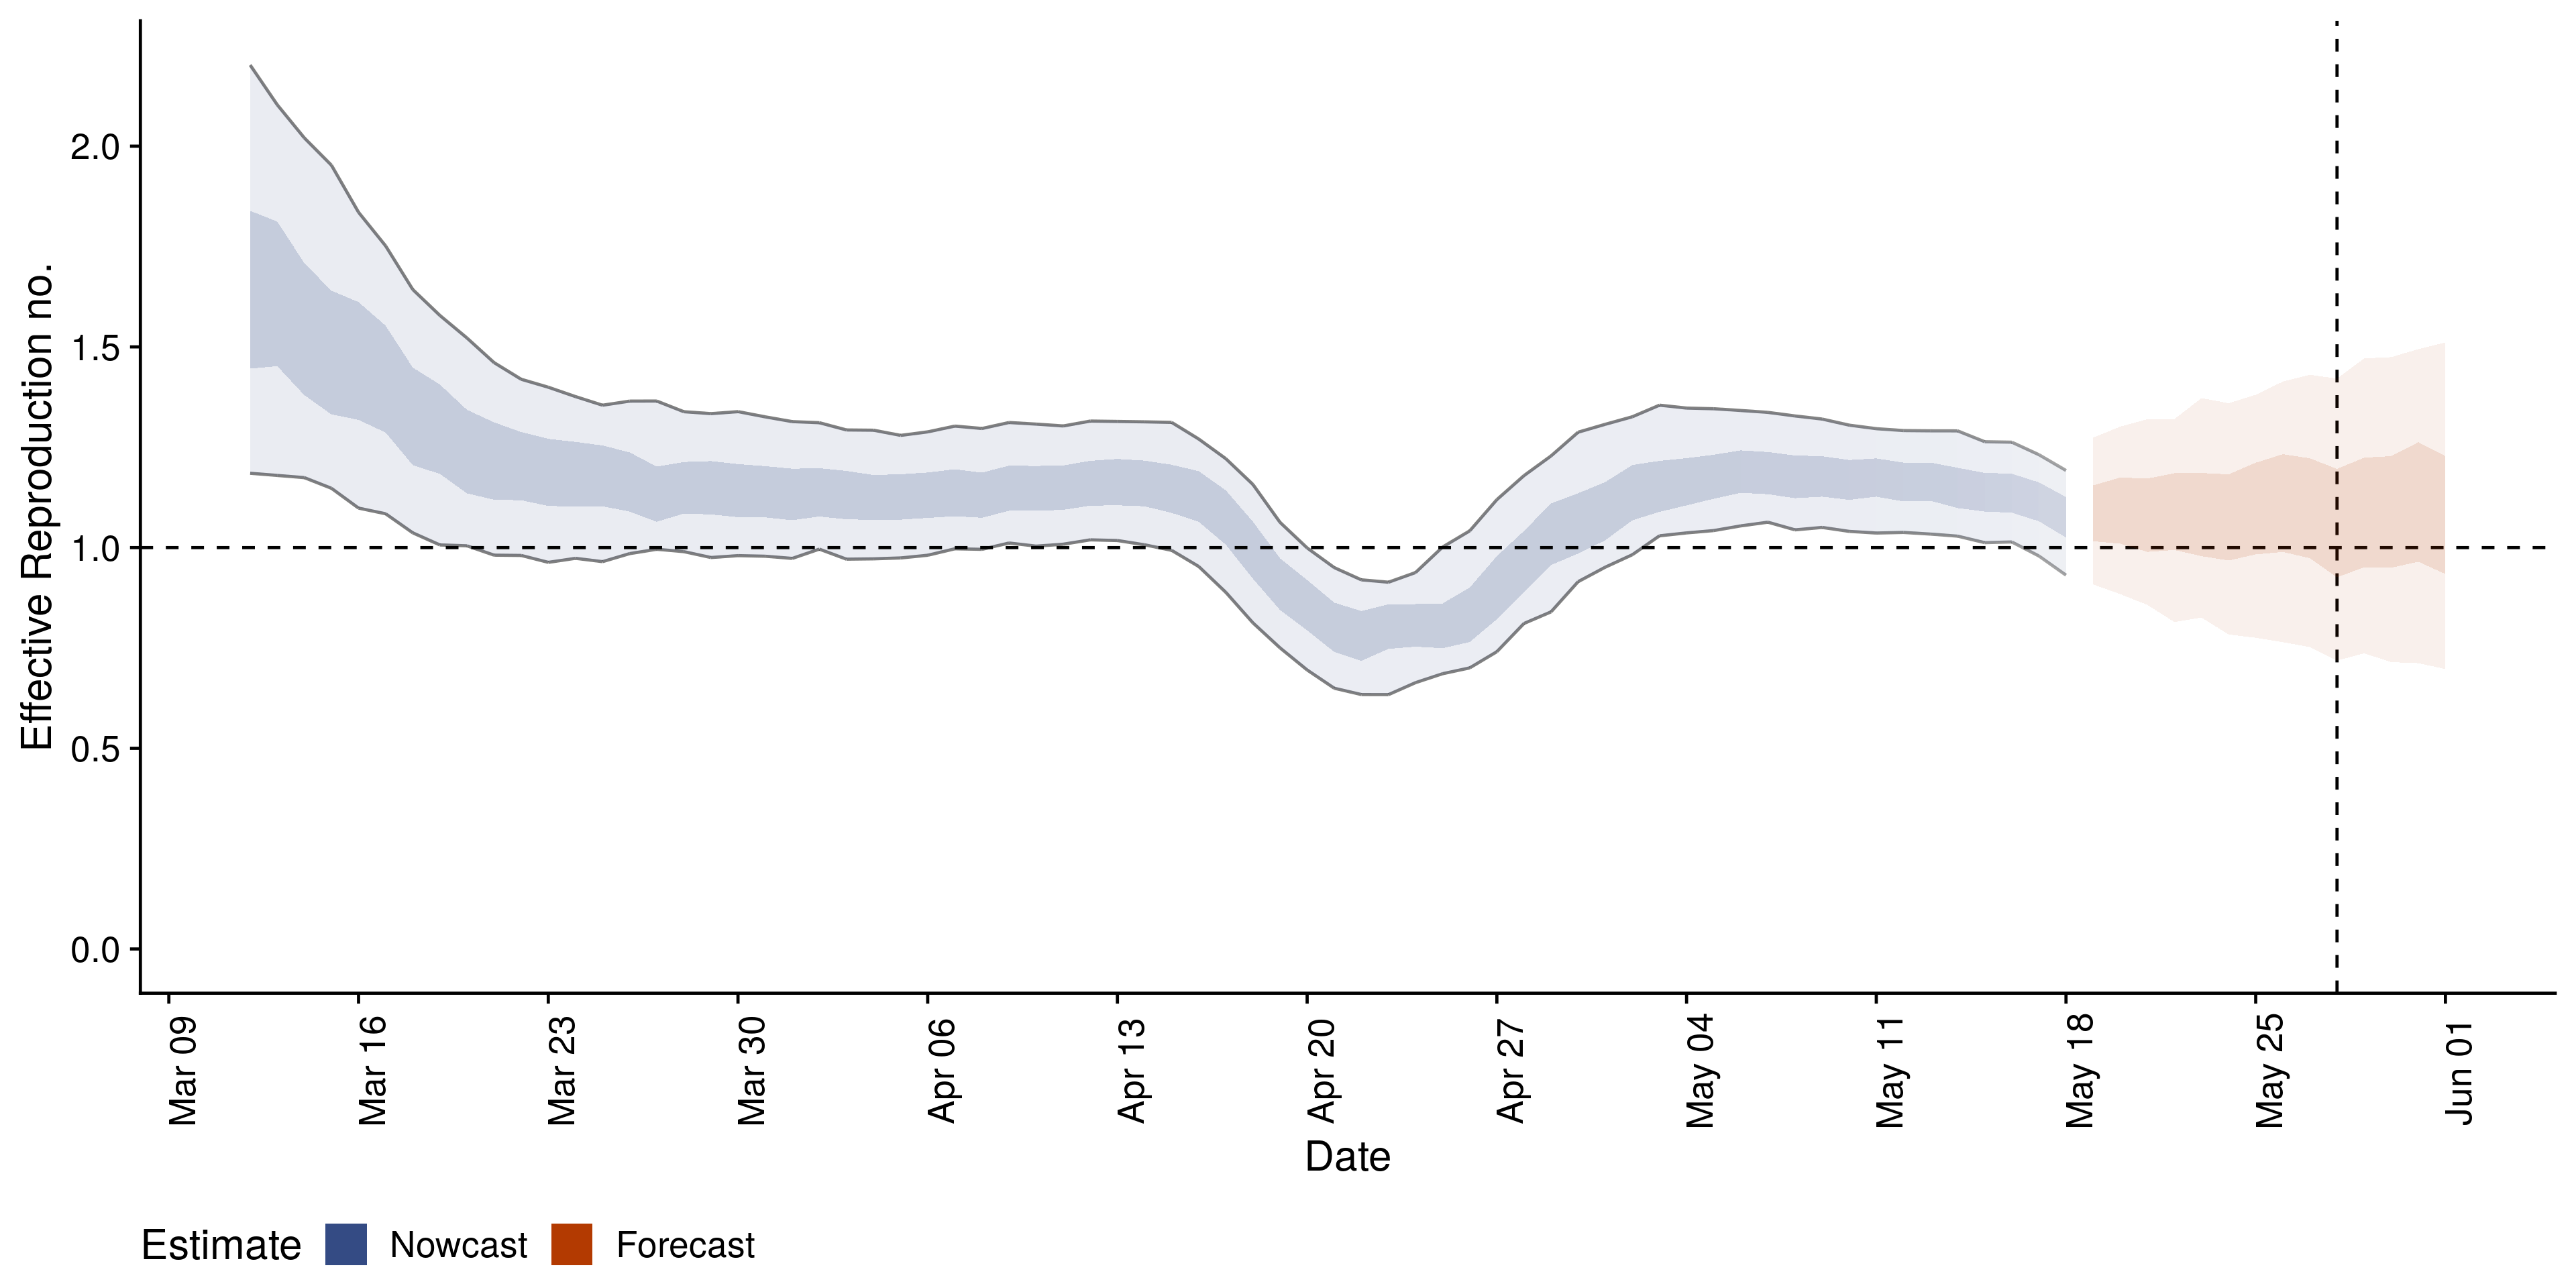 Effective Reproduction no.
2.0
1.5
1.0
0.5
0.0
Mar 09
Mar 16
Mar 23
Mar 30
Apr 06
Apr 13
Apr 20
Apr 27
May 04
May 11
May 18
May 25
Jun 01
Date
Estimate Nowcast Forecast